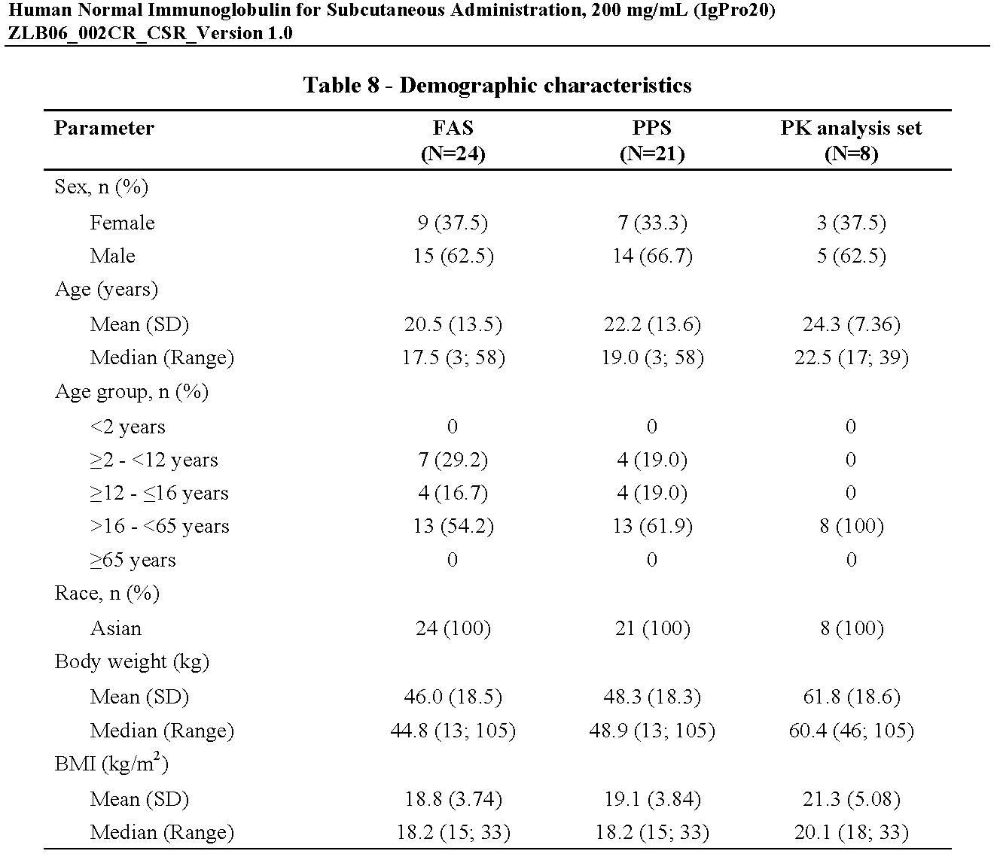 Human Normal Immunoglobulin for Subcutaneous Administration, 200 mg/mL (IgPro20)
ZLB06_002CR_CSR_Version 1.0
Table 8 - Demographic characteristics
Parameter FAS PPS PK analysis set
(N=24) (N=21) (N=8)
Sex, n (%)
Female 9 (37.5) 7 (33.3) 3 (37.5)
Male 15 (62.5) 14 (66.7) 5 (62.5)
Age (years)
Mean (SD) 20.5 (13.5) 22.2 (13.6) 24.3 (7.36)
Median (Range) 17.5 (3; 58) 19.0 (3; 58) 22.5 (17; 39)
Age group, n (%)
<2 years 0 0 0
≥2 - <12 years 7 (29.2) 4 (19.0) 0
≥12 - ≤16 years 4 (16.7) 4 (19.0) 0
>16 - <65 years 13 (54.2) 13 (61.9) 8 (100)
≥65 years 0 0 0
Race, n (%)
Asian 24 (100) 21 (100) 8 (100)
Body weight (kg)
Mean (SD) 46.0 (18.5) 48.3 (18.3) 61.8 (18.6)
Median (Range) 44.8 (13; 105) 48.9 (13; 105) 60.4 (46; 105)
BMI (kg/m²)
Mean (SD) 18.8 (3.74) 19.1 (3.84) 21.3 (5.08)
Median (Range) 18.2 (15; 33) 18.2 (15; 33) 20.1 (18; 33)